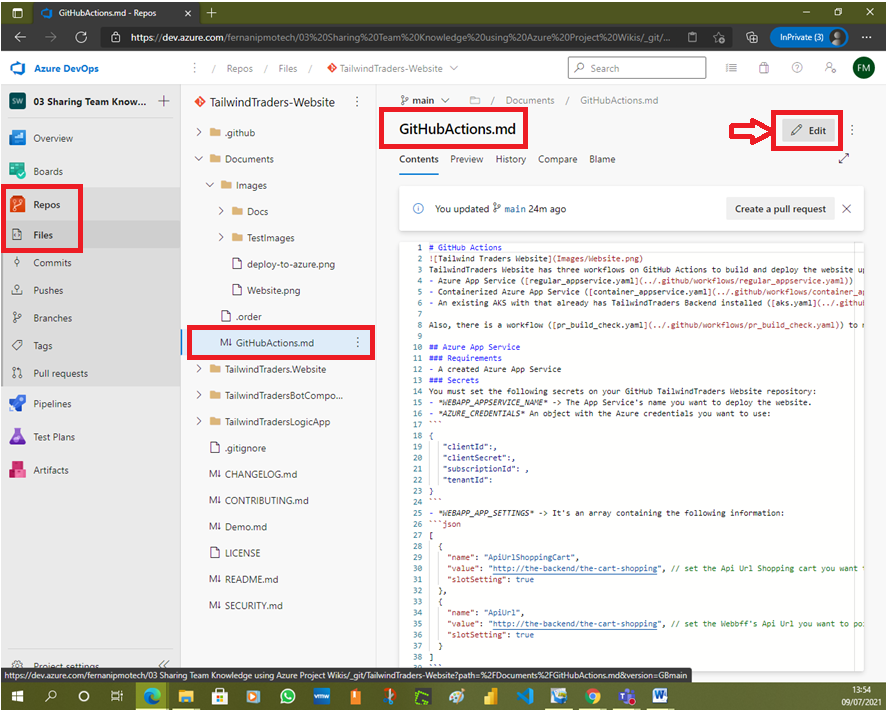 GitHubActions.md - Repos
https://dev.azure.com/fernanipmotech/03%20Sharing%20Team%20Knowledge%20using%20Azure%20Project%20Wikis/_git/...
InPrivate (3)
Azure DevOps
/ Repos / Files / TailwindTraders-Website
Search
FM
SW
03 Sharing Team Know...
Overview
Boards
Repos
Files
Commits
Pushes
Branches
Tags
Pull requests
Pipelines
Test Plans
Artifacts
Project settings
TailwindTraders-Website
.github
Documents
Images
Docs
TestImages
deploy-to-azure.png
Website.png
.order
M↓ GitHubActions.md
TailwindTraders.Website
TailwindTradersBotCompo...
TailwindTradersLogicApp
.gitignore
M↓ CHANGELOG.md
M↓ CONTRIBUTING.md
M↓ Demo.md
LICENSE
M↓ README.md
M↓ SECURITY.md
main / Documents / GitHubActions.md
GitHubActions.md
Edit
Contents Preview History Compare Blame
You updated main 24m ago
Create a pull request
1 # GitHub Actions
2 ![Tailwind Traders Website](Images/Website.png)
3 TailwindTraders Website has three workflows on GitHub Actions to build and deploy the website up
4 - Azure App Service ([regular_appservice.yaml](../.github/workflows/regular_appservice.yaml))
5 - Containerized Azure App Service ([container_appservice.yaml](../.github/workflows/container_ap
6 - An existing AKS with that already has TailwindTraders Backend installed ([aks.yaml](../.github
7
8 Also, there is a workflow ([pr_build_check.yaml](../.github/workflows/pr_build_check.yaml)) to r
9
10 ## Azure App Service
11 ### Requirements
12 - A created Azure App Service
13 ### Secrets
14 You must set the following secrets on your GitHub TailwindTraders Website repository:
15 - *WEBAPP_APPSERVICE_NAME* -> The App Service's name you want to deploy the website.
16 - *AZURE_CREDENTIALS* An object with the Azure credentials you want to use:
17 ```
18 {
19 "clientId":,
20 "clientSecret":,
21 "subscriptionId": ,
22 "tenantId":
23 }
24 ```
25 - *WEBAPP_APP_SETTINGS* -> It's an array containing the following information:
26 ```json
27 [
28 {
29 "name": "ApiUrlShoppingCart",
30 "value": "http://the-backend/the-cart-shopping", // set the Api Url Shopping cart you want
31 "slotSetting": true
32 },
33 {
34 "name": "ApiUrl",
35 "value": "http://the-backend/the-cart-shopping", // set the Webbff's Api Url you want to po
36 "slotSetting": true
37 }
38 ]
https://dev.azure.com/fernanipmotech/03 Sharing Team Knowledge using Azure Project Wikis/_git/TailwindTraders-Website?path=%2FDocuments%2FGitHubActions.md&version=GBmain
13:54
09/07/2021